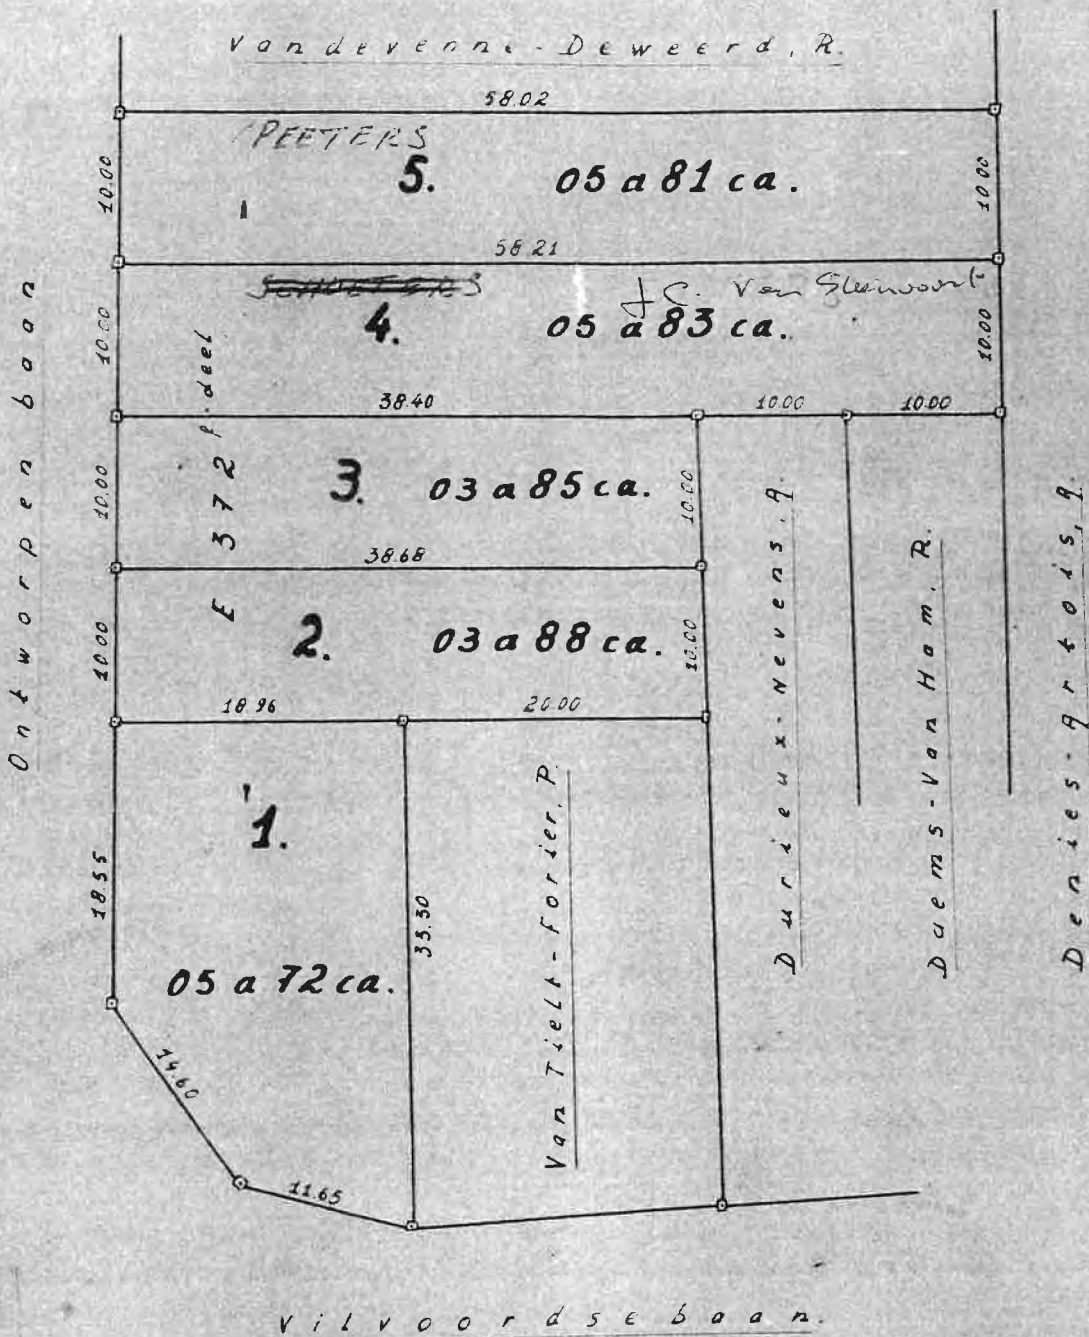 Vandevenne-Deweerd, R.
58.02
PEETERS
10.00
5. 05 a 81 ca.
10.00
58.21
J.C. Van
10.00
4. 05 a 83 ca.
10.00
38.40
10.00
10.00
Ontworpen baan
E 372 f. deel
10.00
3. 03 a 85 ca.
10.00
38.68
10.00
2. 03 a 88 ca.
10.00
18.96
20.00
Durieux-Nevens, A.
Daems-Van Ham, R.
Denies-Artois, A.
1.
18.55
33.30
Van Tielt-Forier, P.
05 a 72 ca.
14.60
11.65
Vilvoordsebaan.